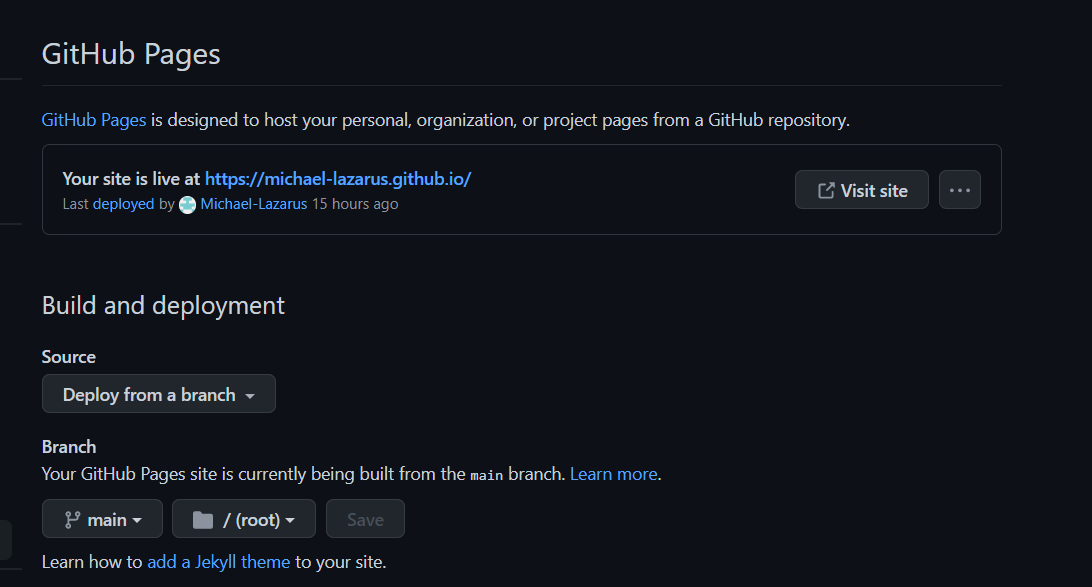 GitHub Pages
GitHub Pages is designed to host your personal, organization, or project pages from a GitHub repository.
Your site is live at https://michael-lazarus.github.io/
Last deployed by Michael-Lazarus 15 hours ago
Visit site
Build and deployment
Source
Deploy from a branch
Branch
Your GitHub Pages site is currently being built from the main branch. Learn more.
main / (root) Save
Learn how to add a Jekyll theme to your site.